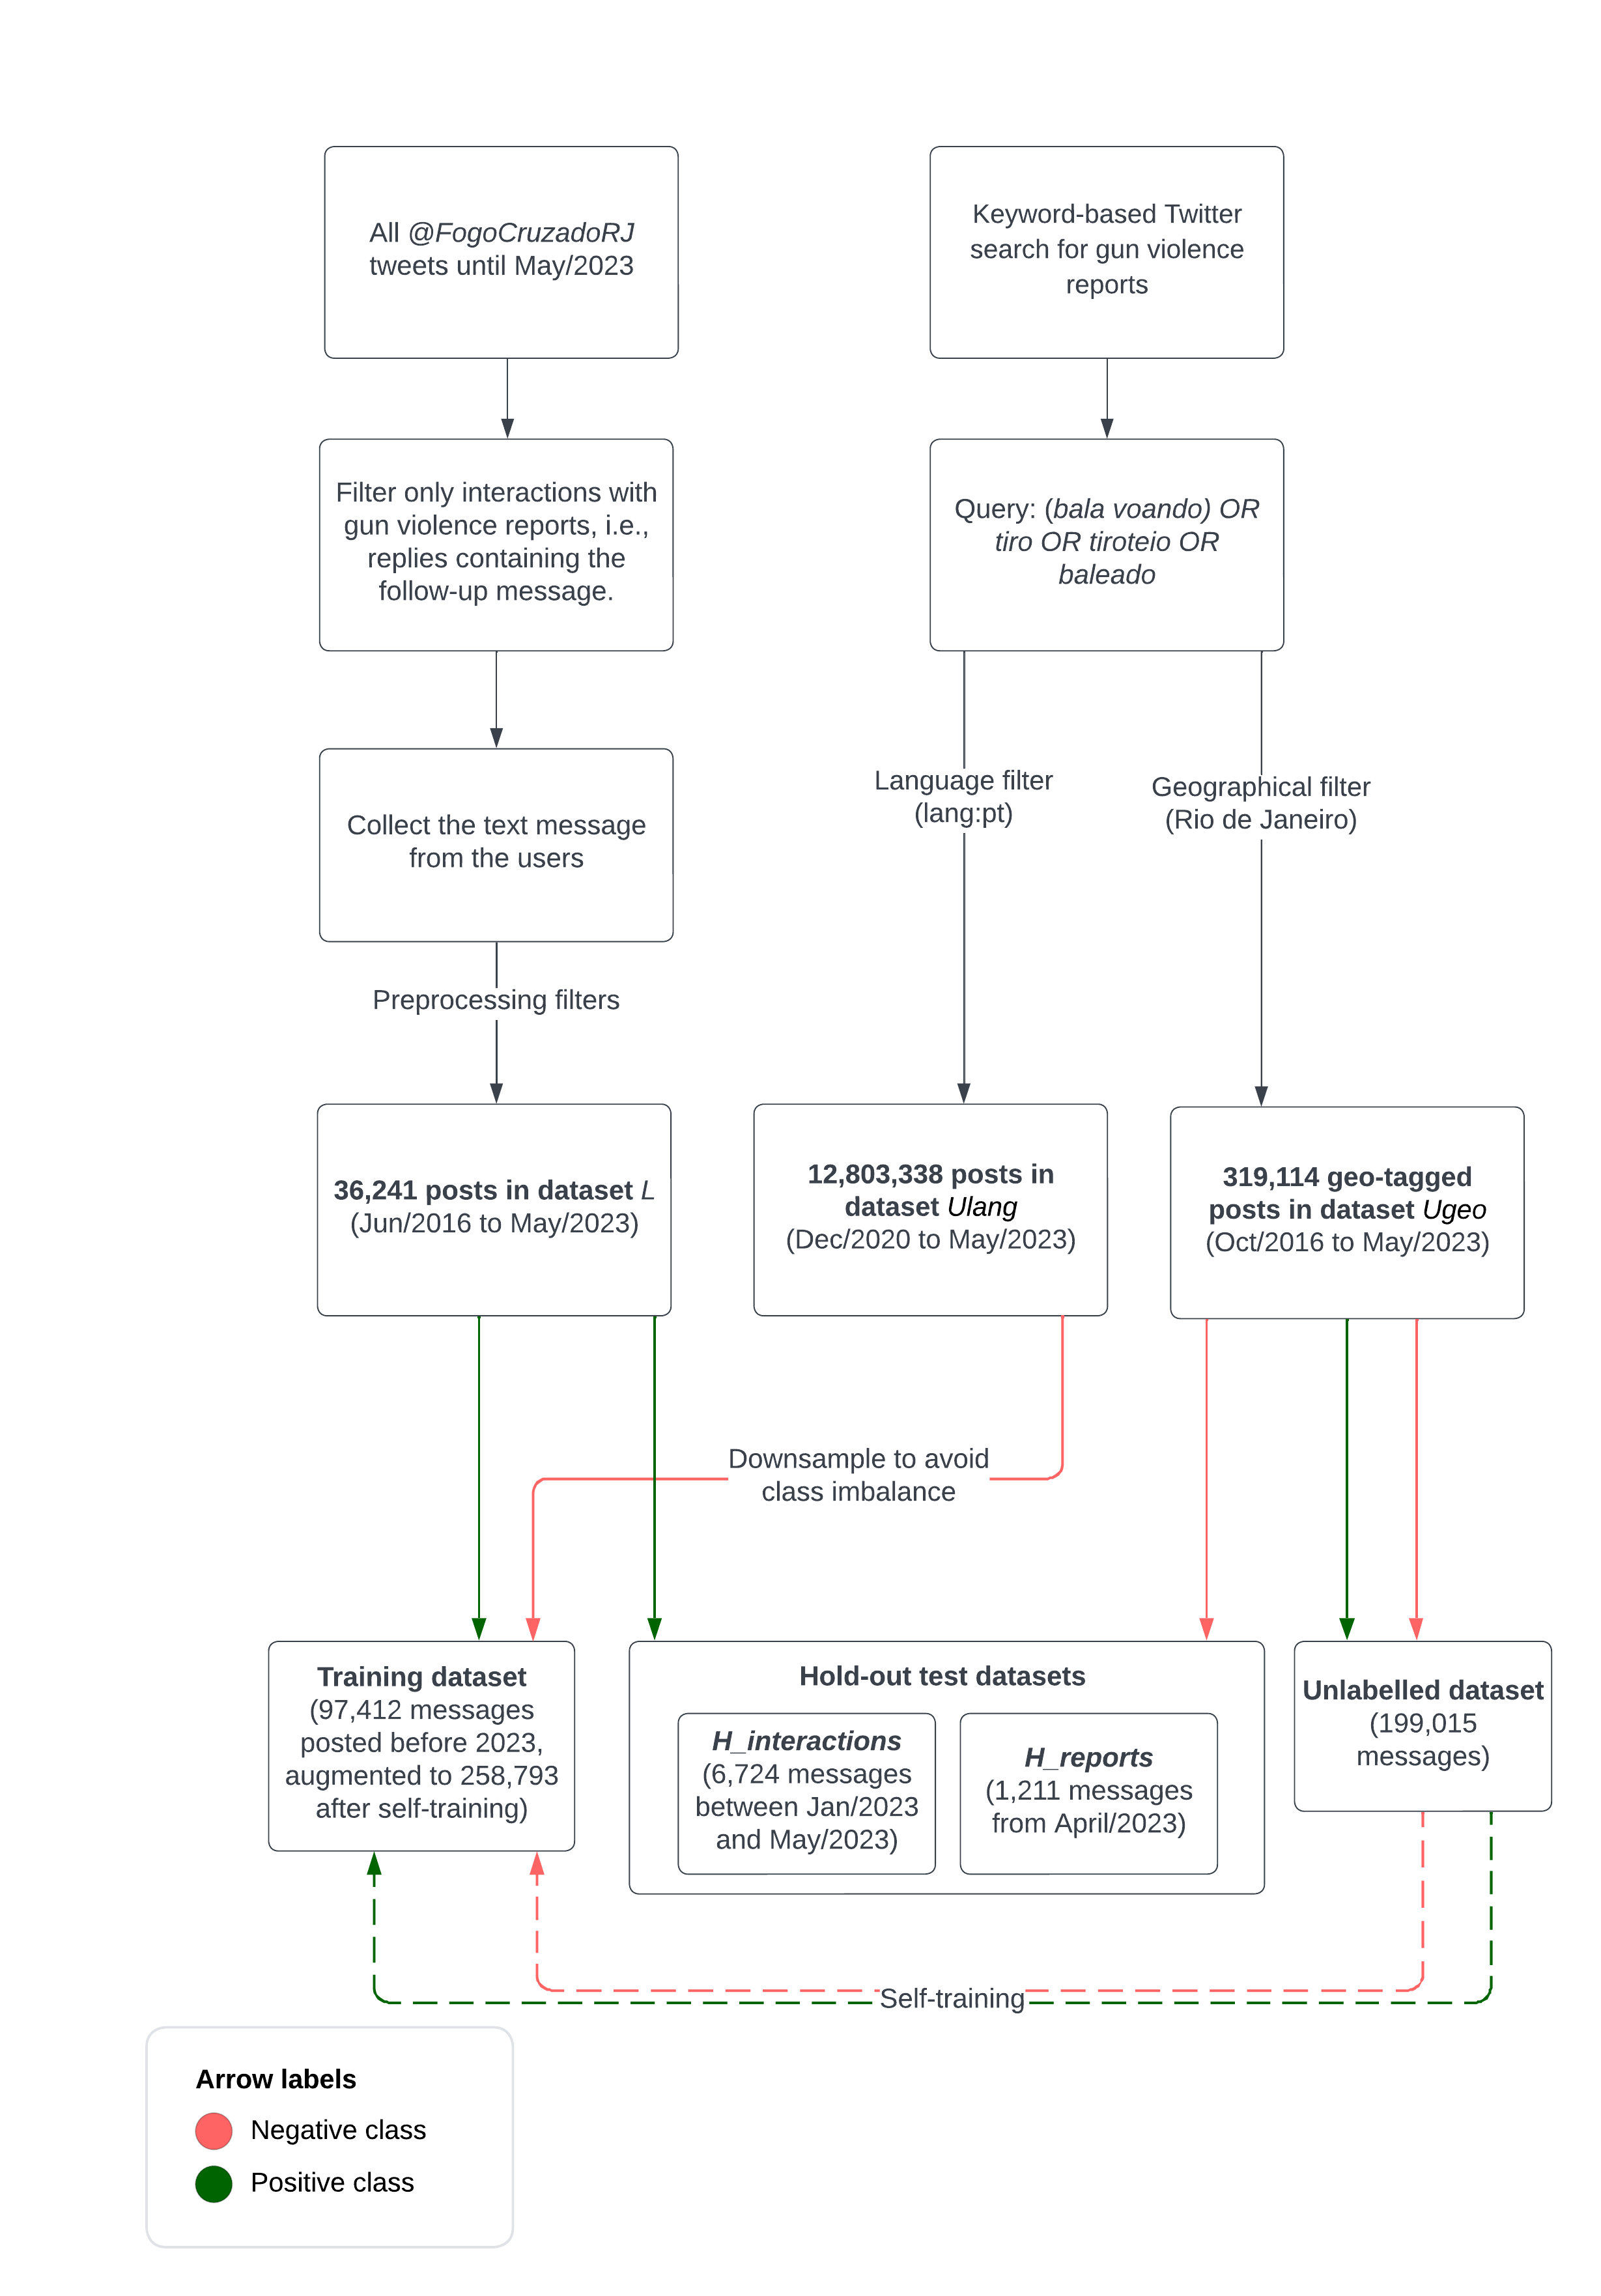 All @FogoCruzadoRJ
tweets until May/2023
Keyword-based Twitter
search for gun violence
reports
Filter only interactions with
gun violence reports, i.e.,
replies containing the
follow-up message.
Query: (bala voando) OR
tiro OR tiroteio OR
baleado
Collect the text message
from the users
Language filter
(lang:pt)
Geographical filter
(Rio de Janeiro)
Preprocessing filters
36,241 posts in dataset L
(Jun/2016 to May/2023)
12,803,338 posts in
dataset Ulang
(Dec/2020 to May/2023)
319,114 geo-tagged
posts in dataset Ugeo
(Oct/2016 to May/2023)
Downsample to avoid
class imbalance
Training dataset
(97,412 messages
posted before 2023,
augmented to 258,793
after self-training)
Hold-out test datasets
H_interactions
(6,724 messages
between Jan/2023
and May/2023)
H_reports
(1,211 messages
from April/2023)
Unlabelled dataset
(199,015
messages)
Self-training
Arrow labels
Negative class
Positive class